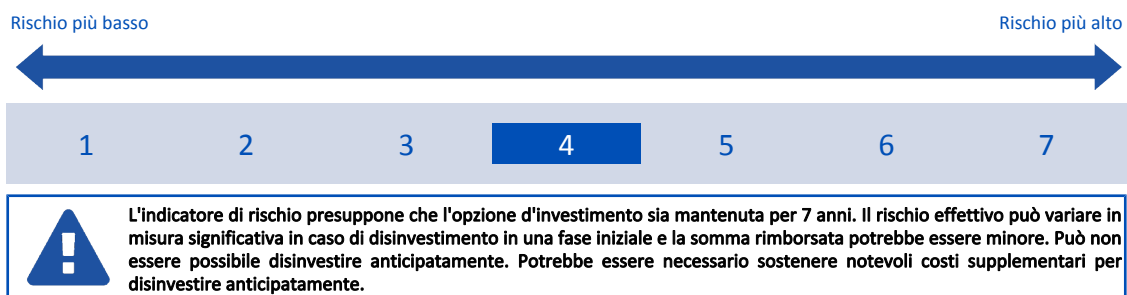 Rischio più basso Rischio più alto
1 2 3 4 5 6 7
L'indicatore di rischio presuppone che l'opzione d'investimento sia mantenuta per 7 anni. Il rischio effettivo può variare in
misura significativa in caso di disinvestimento in una fase iniziale e la somma rimborsata potrebbe essere minore. Può non
essere possibile disinvestire anticipatamente. Potrebbe essere necessario sostenere notevoli costi supplementari per
disinvestire anticipatamente.